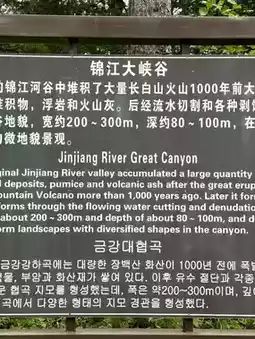 锦江大峡谷
锦江河谷中堆积了大量长白山火山1000年前大
堆积物，浮岩和火山灰。后经流水切割和各种剥
地貌，宽约200～300m，深约80～100m，在
微地貌景观。
Jinjiang River Great Canyon
ginal Jinjiang River valley accumulated a large quantity
l deposits, pumice and volcanic ash after the great erup
ountain Volcano more than 1,000 years ago. Later it for
forms through the flowing water cutting and denudation
about 200～300m and depth of about 80～100m, and d
orm landscapes with diversified shapes in the canyon.
금강대협곡
금강강하곡에는 대량한 장백산 화산이 1000년 전에 폭발
물, 부암과 화산재가 쌓여 있다. 이후 유수 절단과 각종
협곡 지모를 형성했는데, 폭은 약200～300m이며, 깊이
곡에서 다양한 형태의 지모 경관을 형성했다.